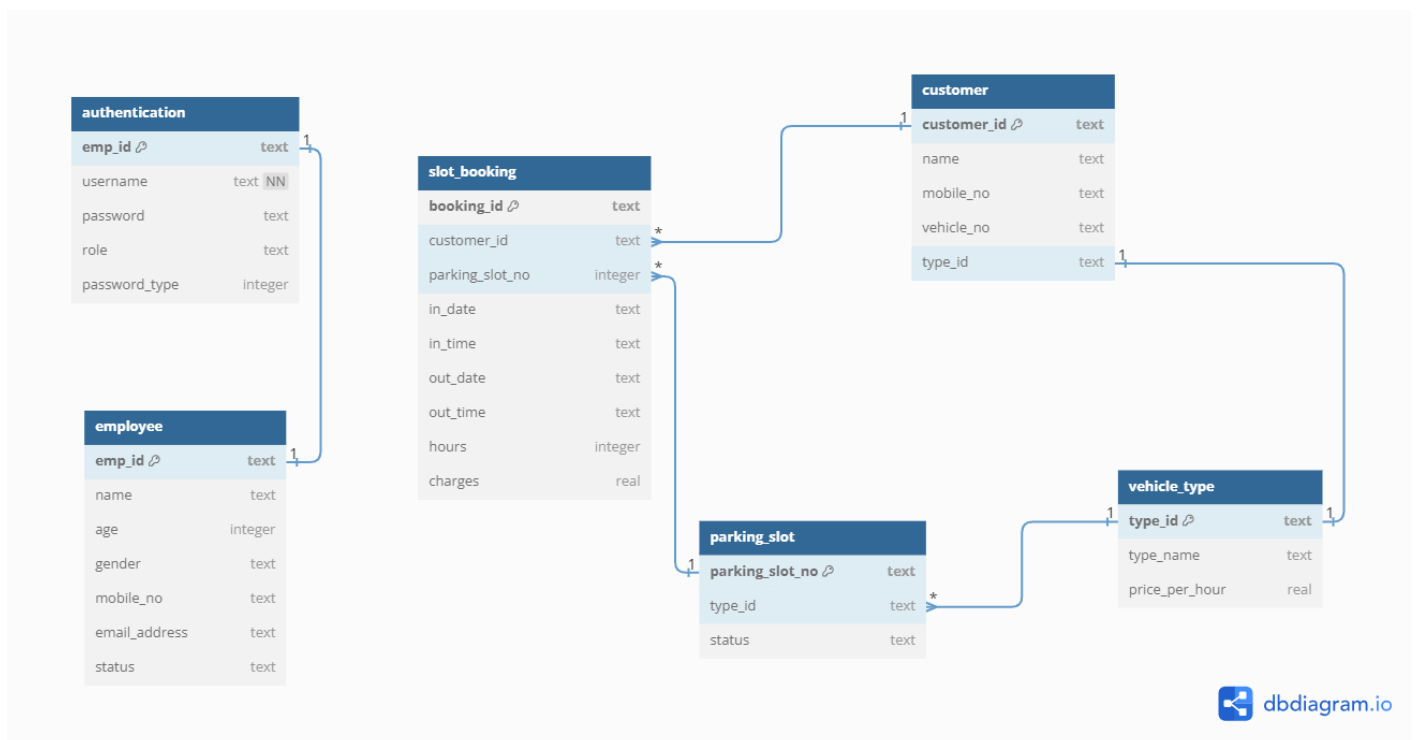 authentication
emp_id text
username text NN
password text
role text
password_type integer
1
employee
emp_id text
name text
age integer
gender text
mobile_no text
email_address text
status text
1
slot_booking
booking_id text
customer_id text
parking_slot_no integer
in_date text
in_time text
out_date text
out_time text
hours integer
charges real
*
*
customer
customer_id text
name text
mobile_no text
vehicle_no text
type_id text
1
1
parking_slot
parking_slot_no text
type_id text
status text
1
*
vehicle_type
type_id text
type_name text
price_per_hour real
1
1
dbdiagram.io